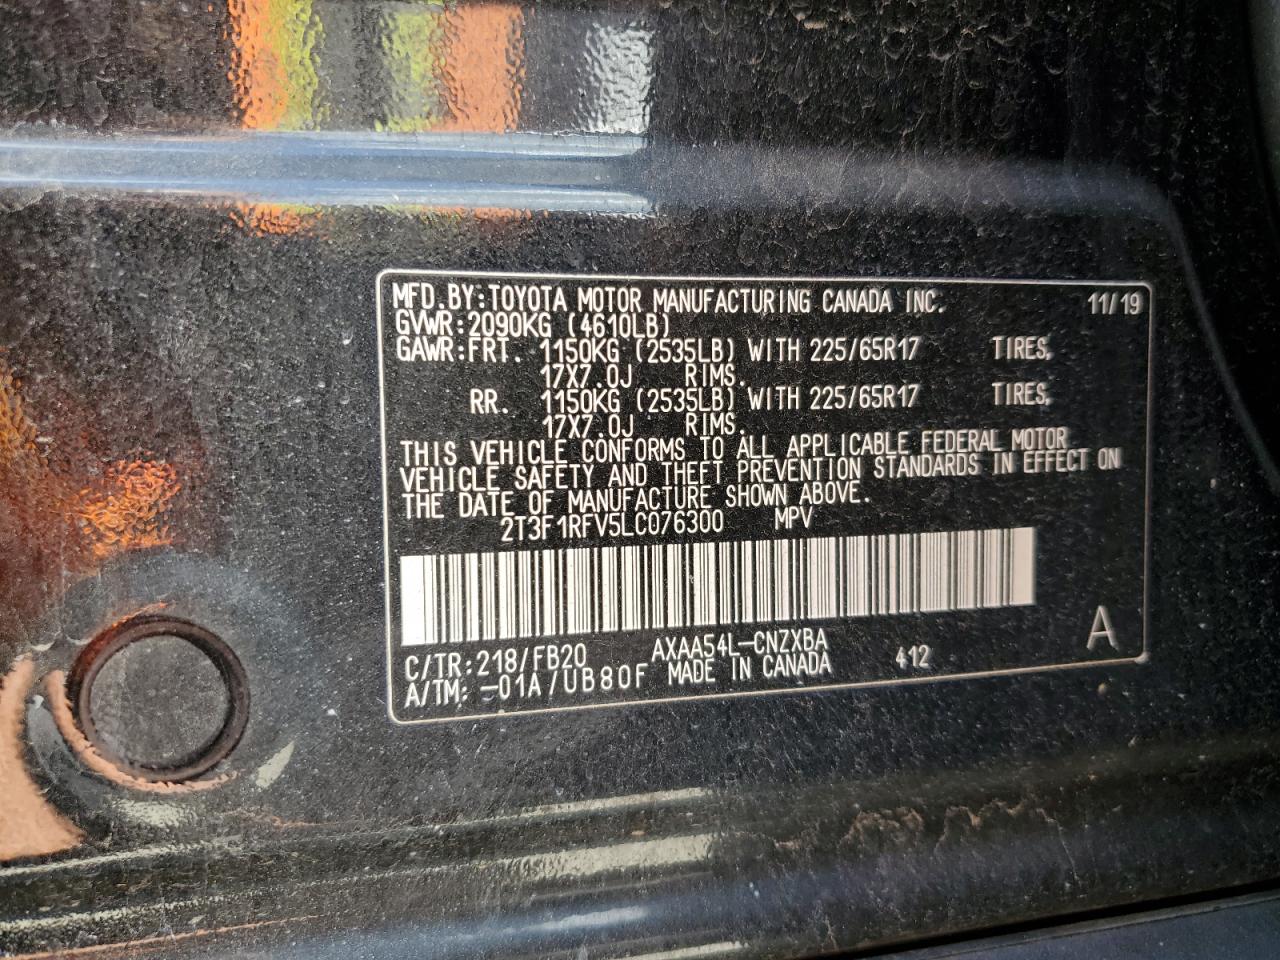 MFD.BY:TOYOTA MOTOR MANUFACTURING CANADA INC. 11/19
GVWR:2090KG (4610LB)
GAWR:FRT. 1150KG (2535LB) WITH 225/65R17 TIRES,
17X7.0J RIMS.
RR. 1150KG (2535LB) WITH 225/65R17 TIRES,
17X7.0J RIMS.
THIS VEHICLE CONFORMS TO ALL APPLICABLE FEDERAL MOTOR
VEHICLE SAFETY AND THEFT PREVENTION STANDARDS IN EFFECT ON
THE DATE OF MANUFACTURE SHOWN ABOVE.
2T3F1RFV5LC076300 MPV
C/TR:218/FB20 AXAA54L-CNZXBA 412 A
A/TM:-01A/UB80F MADE IN CANADA